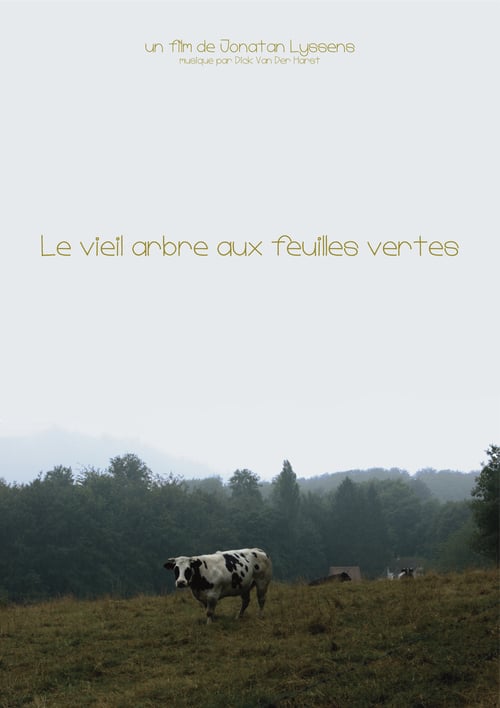 un film de Jonatan Lyssens
musique par Dick Van Der Harst
Le vieil arbre aux feuilles vertes